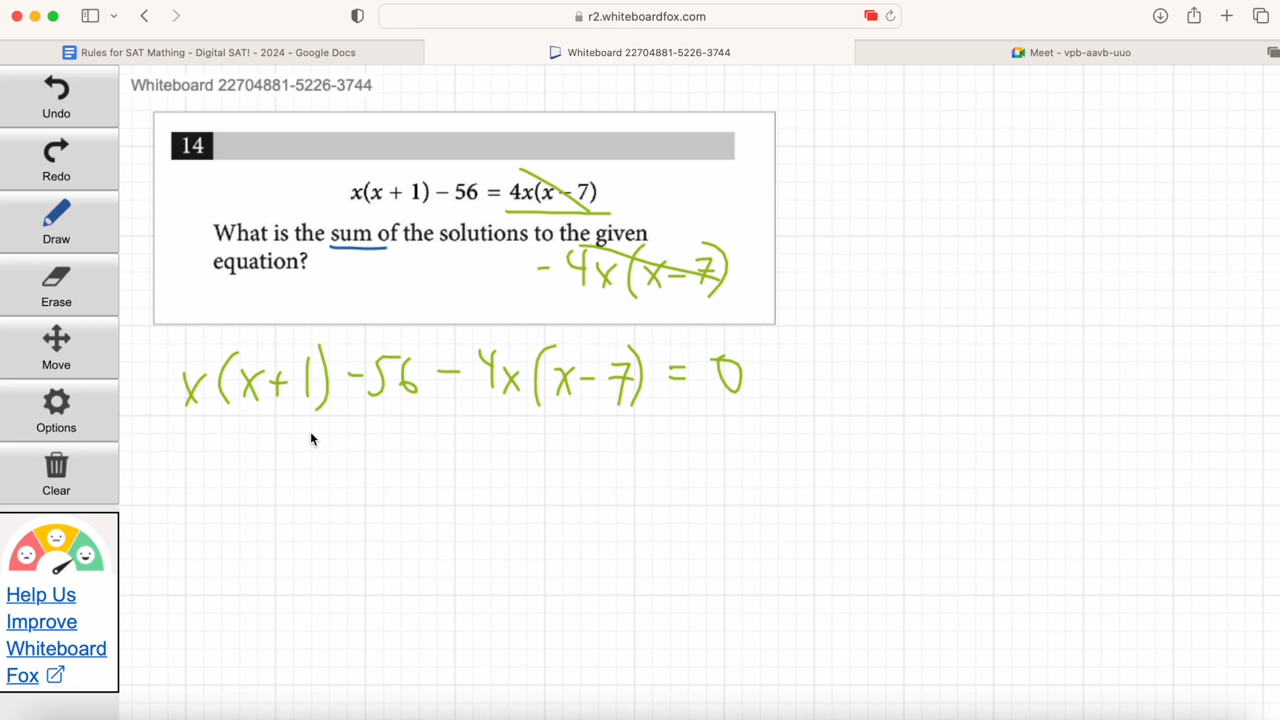 r2.whiteboardfox.com
Rules for SAT Mathing - Digital SAT! - 2024 - Google Docs
Whiteboard 22704881-5226-3744
Meet - vpb-aavb-uuo
Undo
Redo
Draw
Erase
Move
Options
Clear
Help Us
Improve
Whiteboard
Fox
Whiteboard 22704881-5226-3744
14
x(x + 1) – 56 = 4x(x – 7)
What is the sum of the solutions to the given
equation?
- 4x(x-7)
x(x+1) -56 - 4x(x-7) = 0